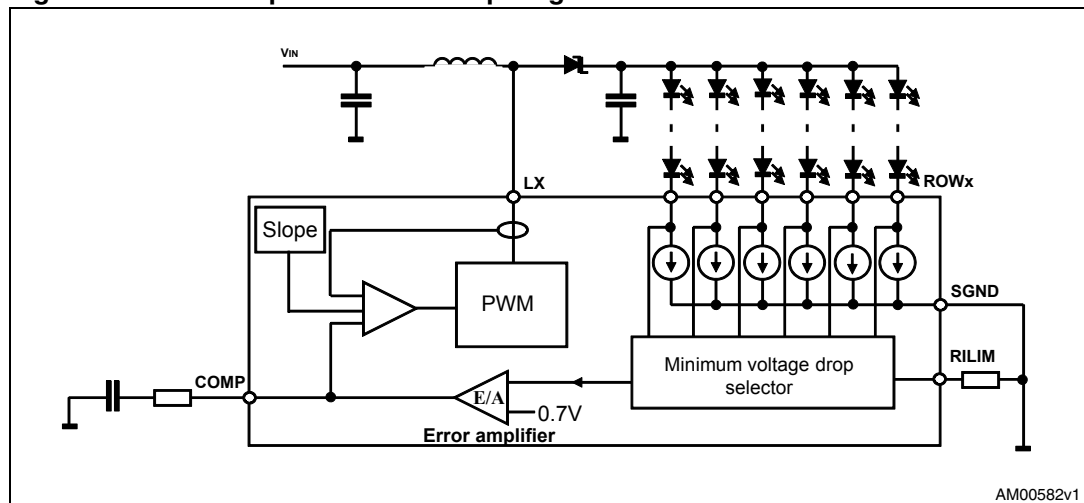 VIN
LX
ROWx
Slope
PWM
SGND
Minimum voltage drop
selector
RILIM
COMP
E/A
0.7V
Error amplifier
AM00582v1